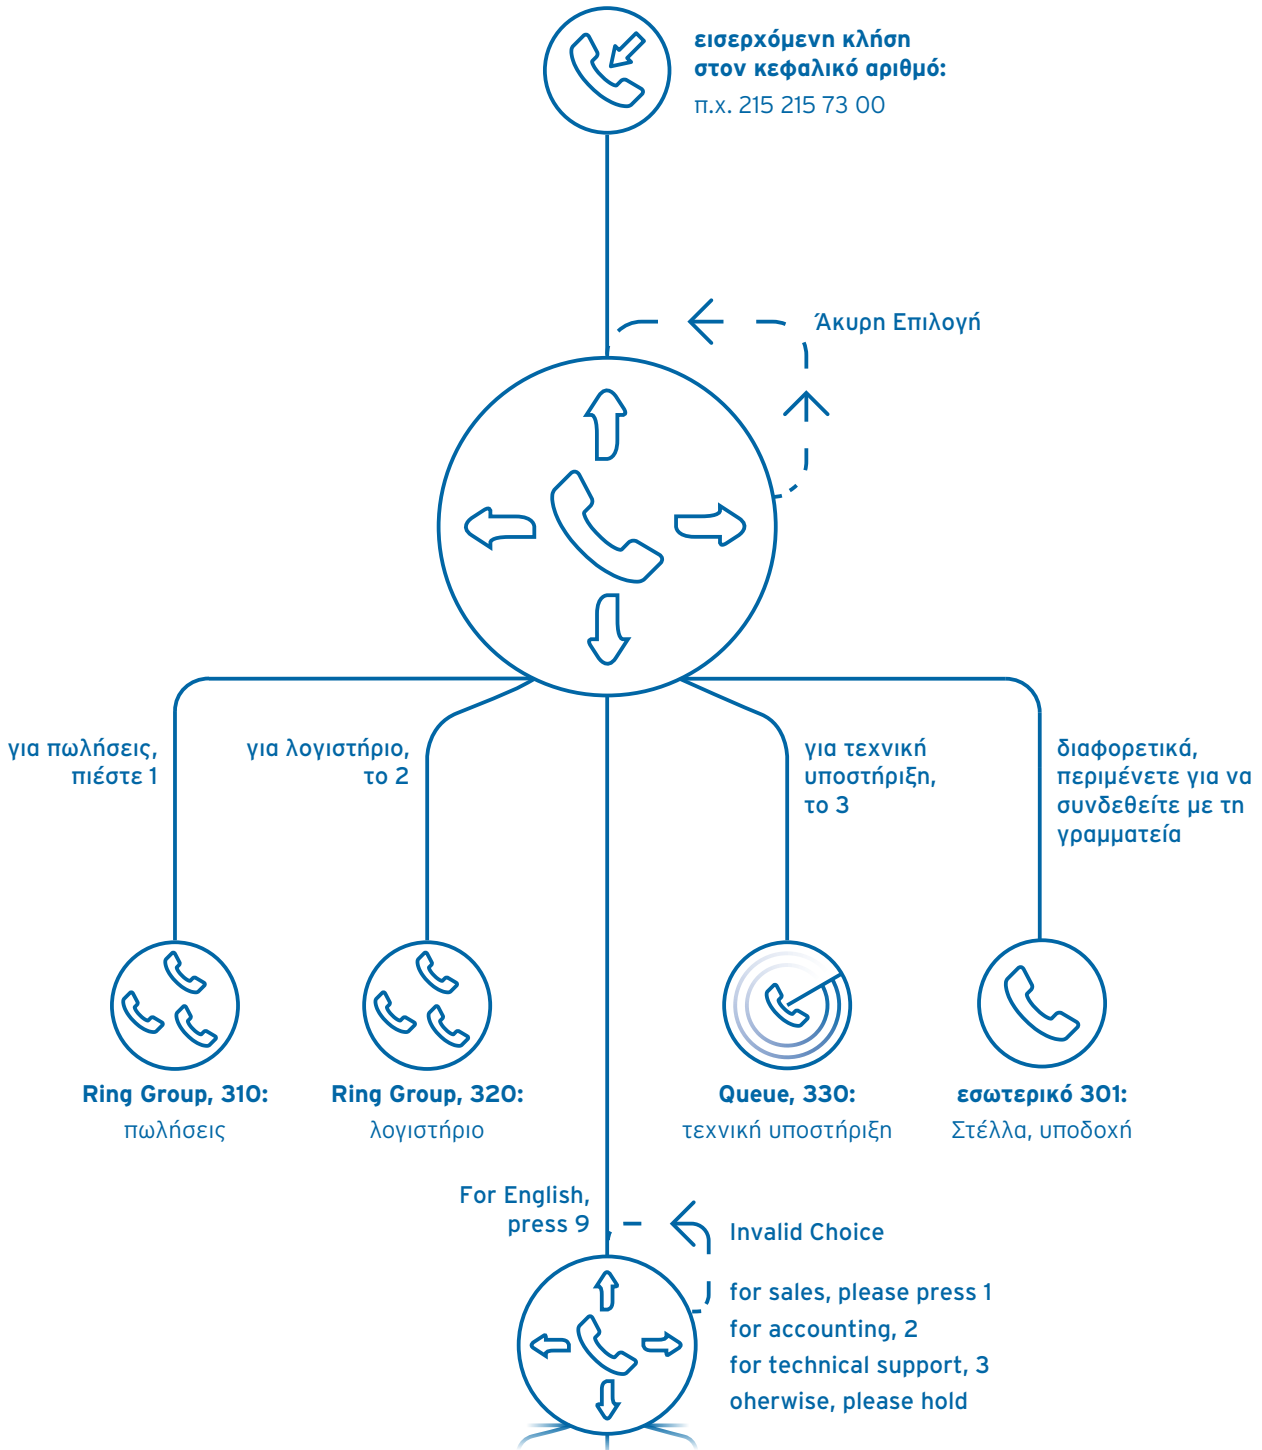 εισερχόμενη κλήση
στον κεφαλικό αριθμό:
π.χ. 215 215 73 00
Άκυρη Επιλογή
για πωλήσεις,
πιέστε 1
για λογιστήριο,
το 2
για τεχνική
υποστήριξη,
το 3
διαφορετικά,
περιμένετε για να
συνδεθείτε με τη
γραμματεία
Ring Group, 310:
πωλήσεις
Ring Group, 320:
λογιστήριο
Queue, 330:
τεχνική υποστήριξη
εσωτερικό 301:
Στέλλα, υποδοχή
For English,
press 9
Invalid Choice
for sales, please press 1
for accounting, 2
for technical support, 3
oherwise, please hold